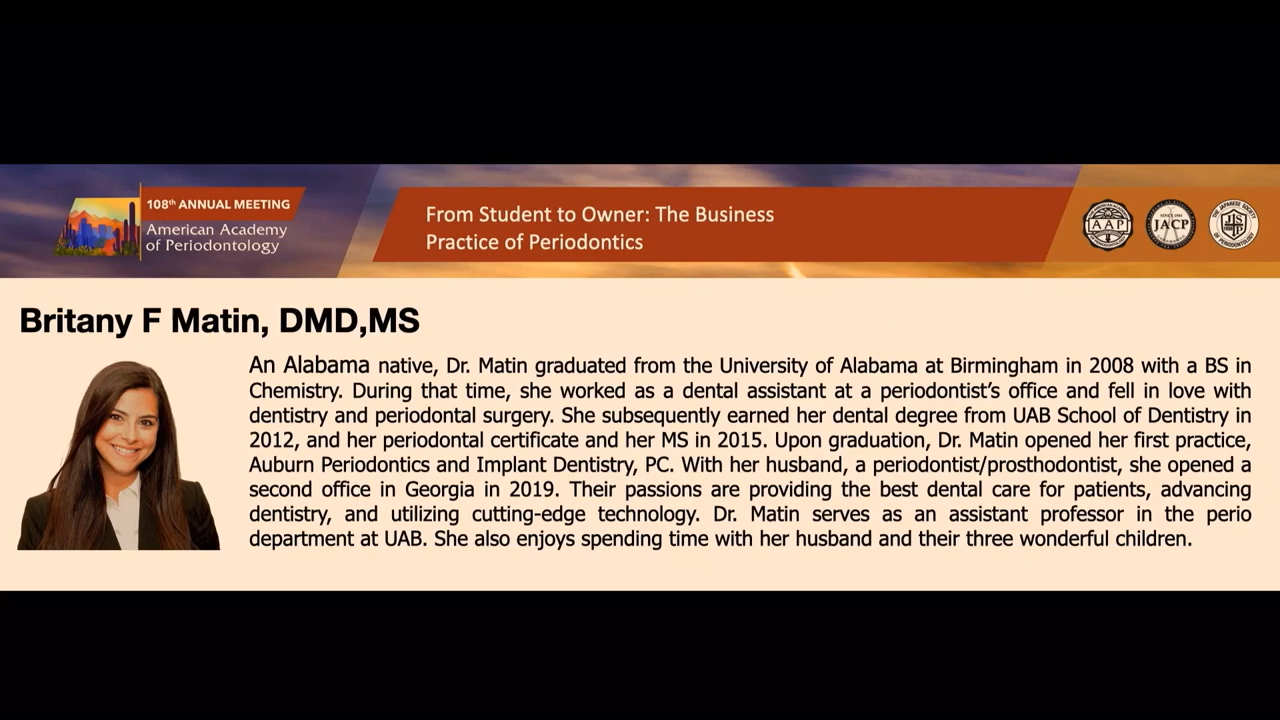 108th ANNUAL MEETING
American Academy
of Periodontology
From Student to Owner: The Business
Practice of Periodontics
AAP
SINCE 1985
JACP
THE JAPANESE SOCIETY
OF PERIODONTOLOGY
Britany F Matin, DMD,MS
An Alabama native, Dr. Matin graduated from the University of Alabama at Birmingham in 2008 with a BS in
Chemistry. During that time, she worked as a dental assistant at a periodontist’s office and fell in love with
dentistry and periodontal surgery. She subsequently earned her dental degree from UAB School of Dentistry in
2012, and her periodontal certificate and her MS in 2015. Upon graduation, Dr. Matin opened her first practice,
Auburn Periodontics and Implant Dentistry, PC. With her husband, a periodontist/prosthodontist, she opened a
second office in Georgia in 2019. Their passions are providing the best dental care for patients, advancing
dentistry, and utilizing cutting-edge technology. Dr. Matin serves as an assistant professor in the perio
department at UAB. She also enjoys spending time with her husband and their three wonderful children.